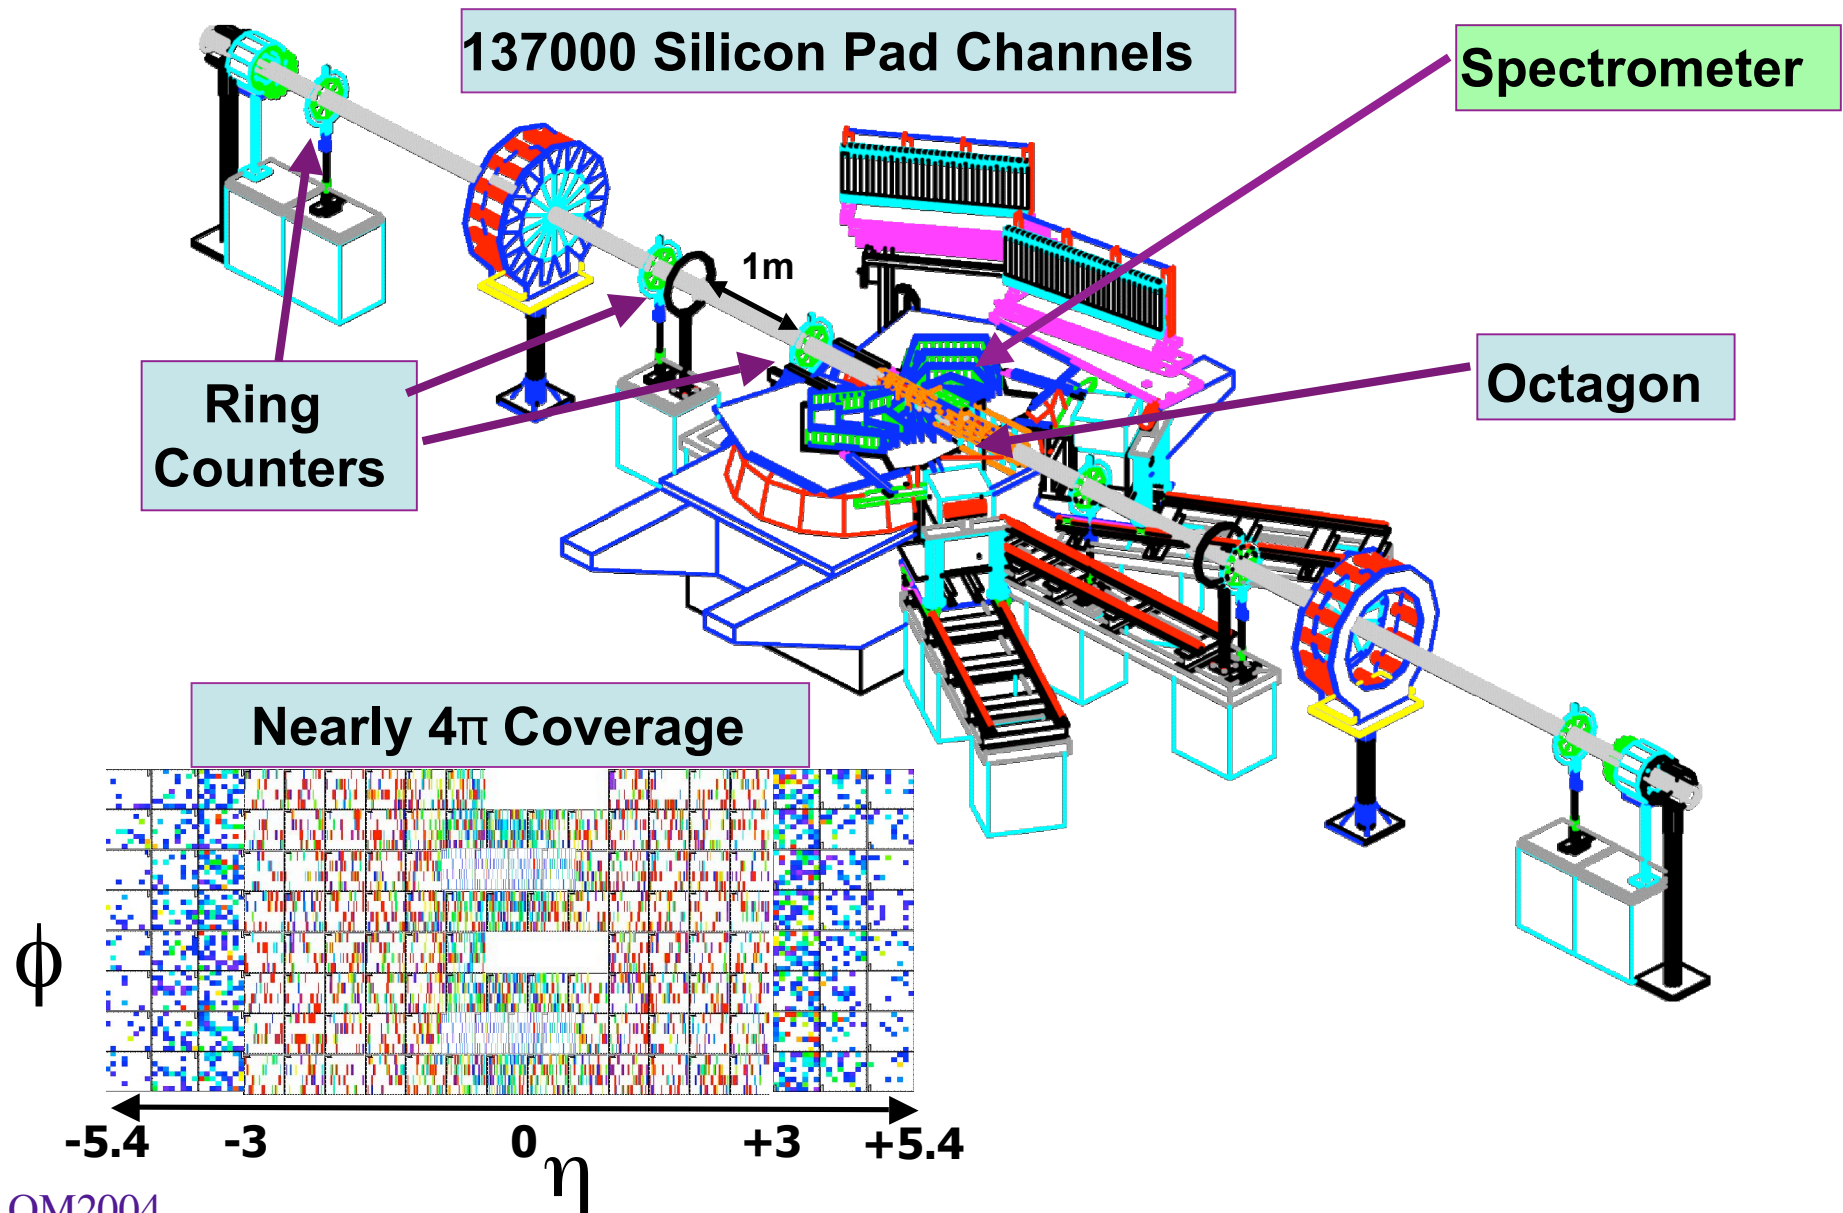 137000 Silicon Pad Channels
Spectrometer
1m
Octagon
Ring
Counters
Nearly 4π Coverage
ϕ
-5.4 -3 0 +3 +5.4
η
QM2004